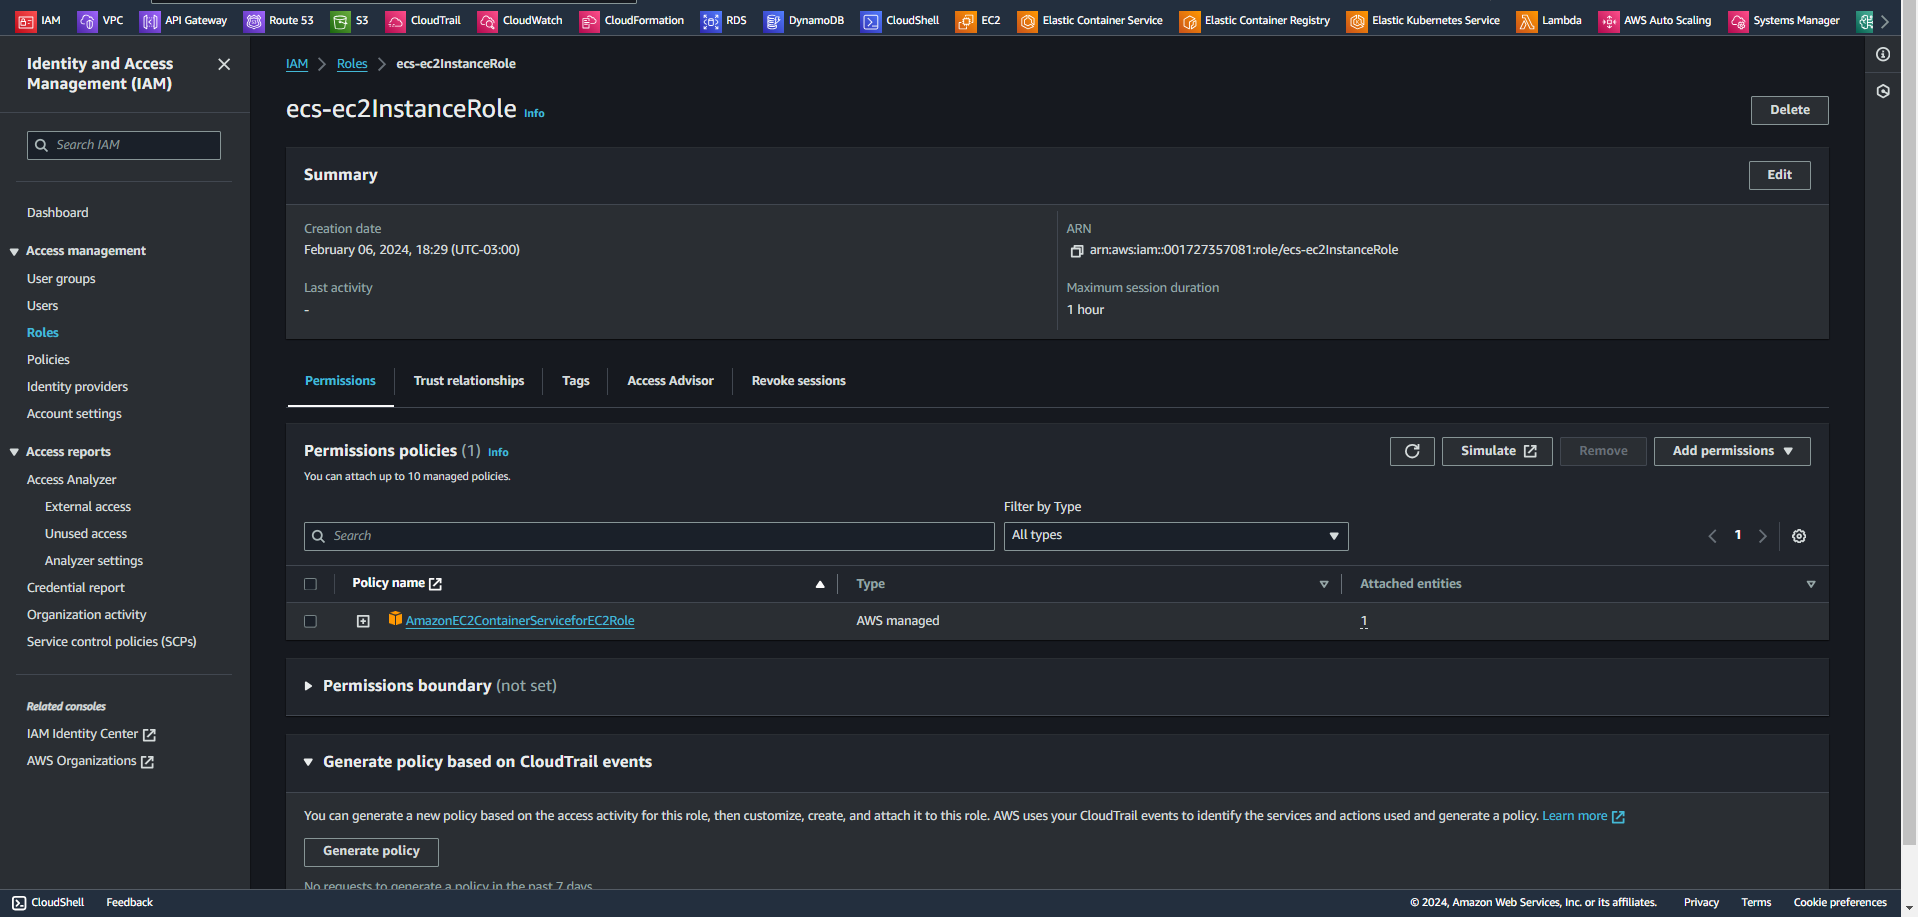 IAM VPC API Gateway Route 53 S3 CloudTrail CloudWatch CloudFormation RDS DynamoDB CloudShell EC2 Elastic Container Service Elastic Container Registry Elastic Kubernetes Service Lambda AWS Auto Scaling Systems Manager
Identity and Access
Management (IAM)
Search IAM
Dashboard
Access management
User groups
Users
Roles
Policies
Identity providers
Account settings
Access reports
Access Analyzer
External access
Unused access
Analyzer settings
Credential report
Organization activity
Service control policies (SCPs)
Related consoles
IAM Identity Center
AWS Organizations
IAM Roles ecs-ec2InstanceRole
ecs-ec2InstanceRole Info
Delete
Summary
Edit
Creation date
February 06, 2024, 18:29 (UTC-03:00)
ARN
arn:aws:iam::001727357081:role/ecs-ec2InstanceRole
Last activity
-
Maximum session duration
1 hour
Permissions Trust relationships Tags Access Advisor Revoke sessions
Permissions policies (1) Info
You can attach up to 10 managed policies.
Simulate Remove Add permissions
Filter by Type
Search
All types
1
Policy name Type Attached entities
AmazonEC2ContainerServiceforEC2Role AWS managed 1
Permissions boundary (not set)
Generate policy based on CloudTrail events
You can generate a new policy based on the access activity for this role, then customize, create, and attach it to this role. AWS uses your CloudTrail events to identify the services and actions used and generate a policy. Learn more
Generate policy
No requests to generate a policy in the past 7 days.
CloudShell Feedback © 2024, Amazon Web Services, Inc. or its affiliates. Privacy Terms Cookie preferences